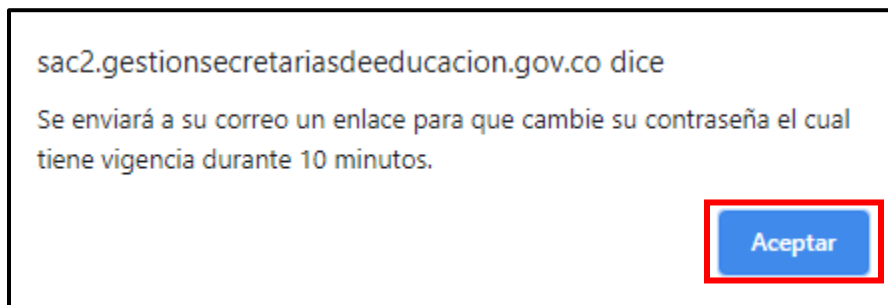 sac2.gestionsecretariasdeeducacion.gov.co dice
Se enviará a su correo un enlace para que cambie su contraseña el cual
tiene vigencia durante 10 minutos.
Aceptar